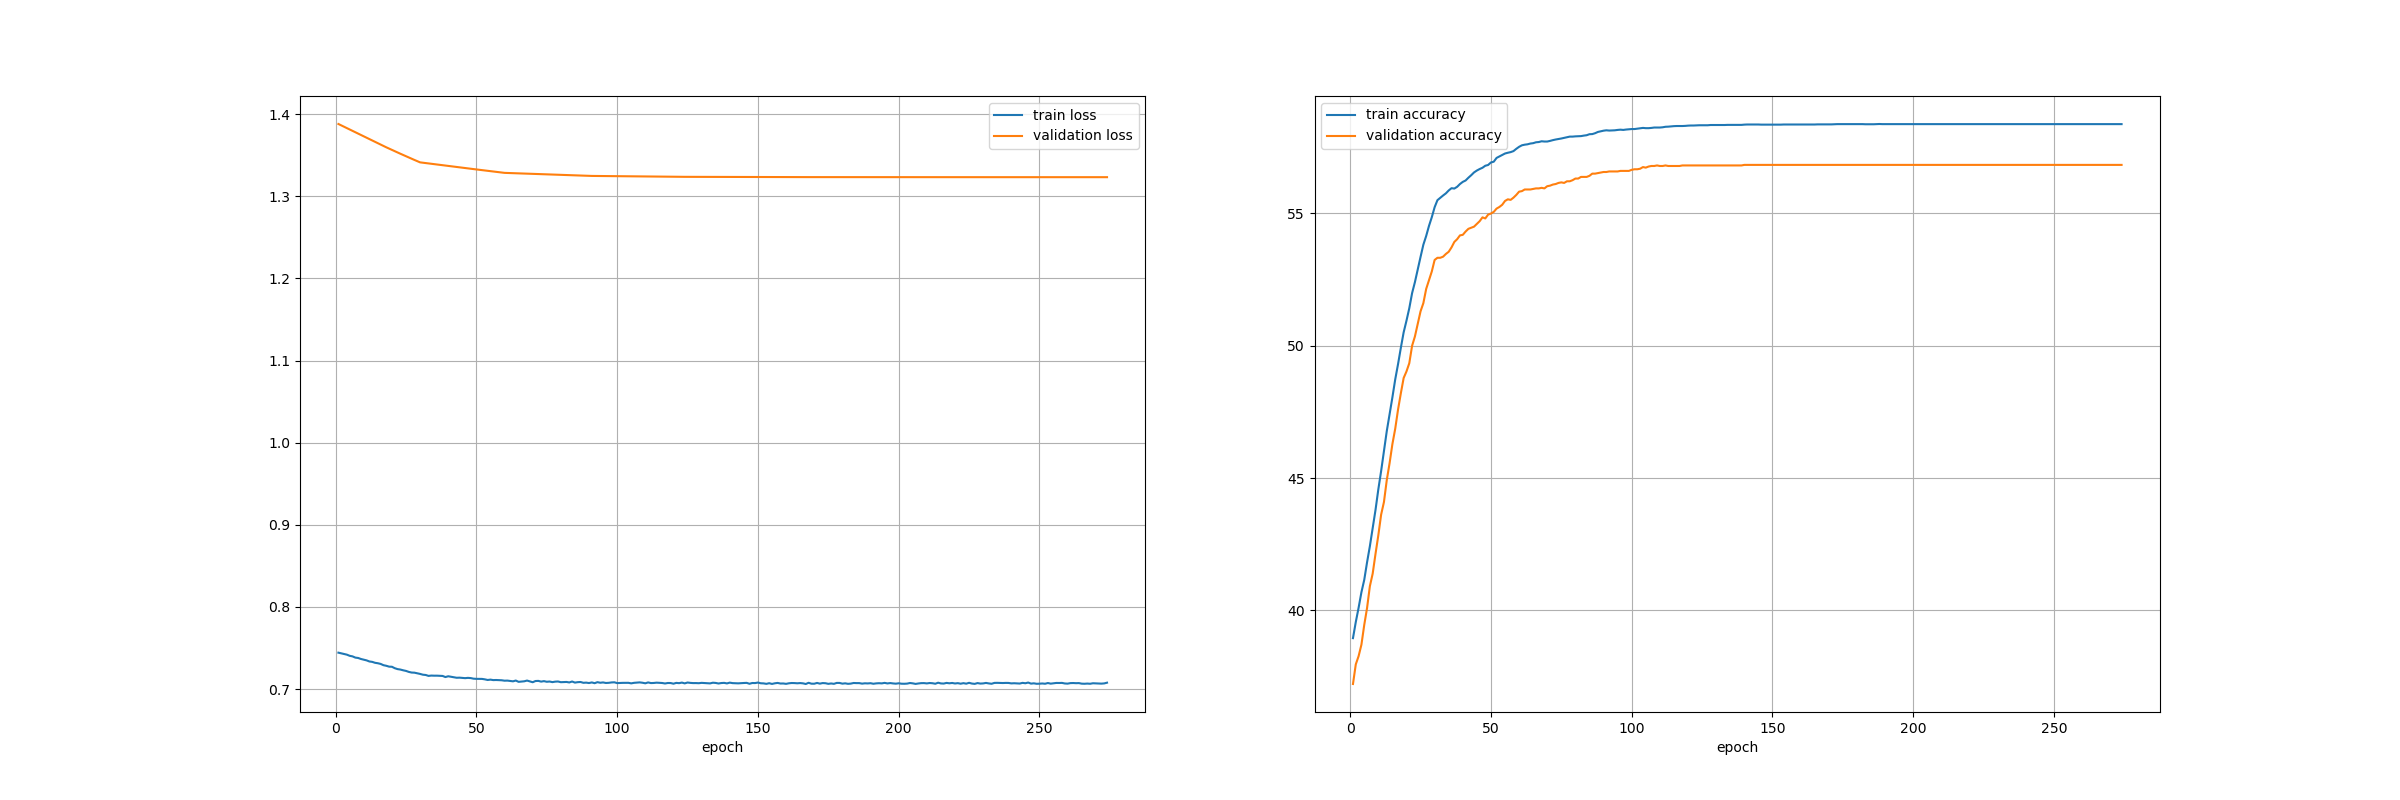 1.4
1.3
1.2
1.1
1.0
0.9
0.8
0.7
0 50 100 150 200 250
epoch
train loss
validation loss
55
50
45
40
0 50 100 150 200 250
epoch
train accuracy
validation accuracy